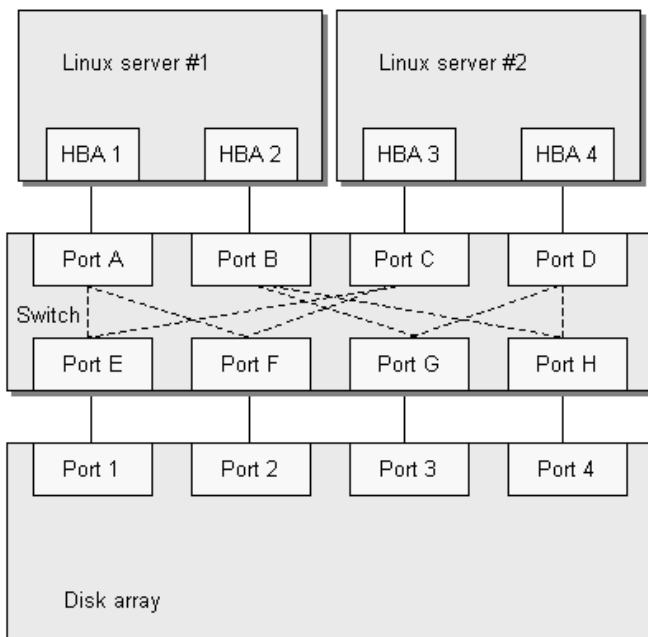 Linux server #1
Linux server #2
HBA 1
HBA 2
HBA 3
HBA 4
Port A
Port B
Port C
Port D
Switch
Port E
Port F
Port G
Port H
Port 1
Port 2
Port 3
Port 4
Disk array